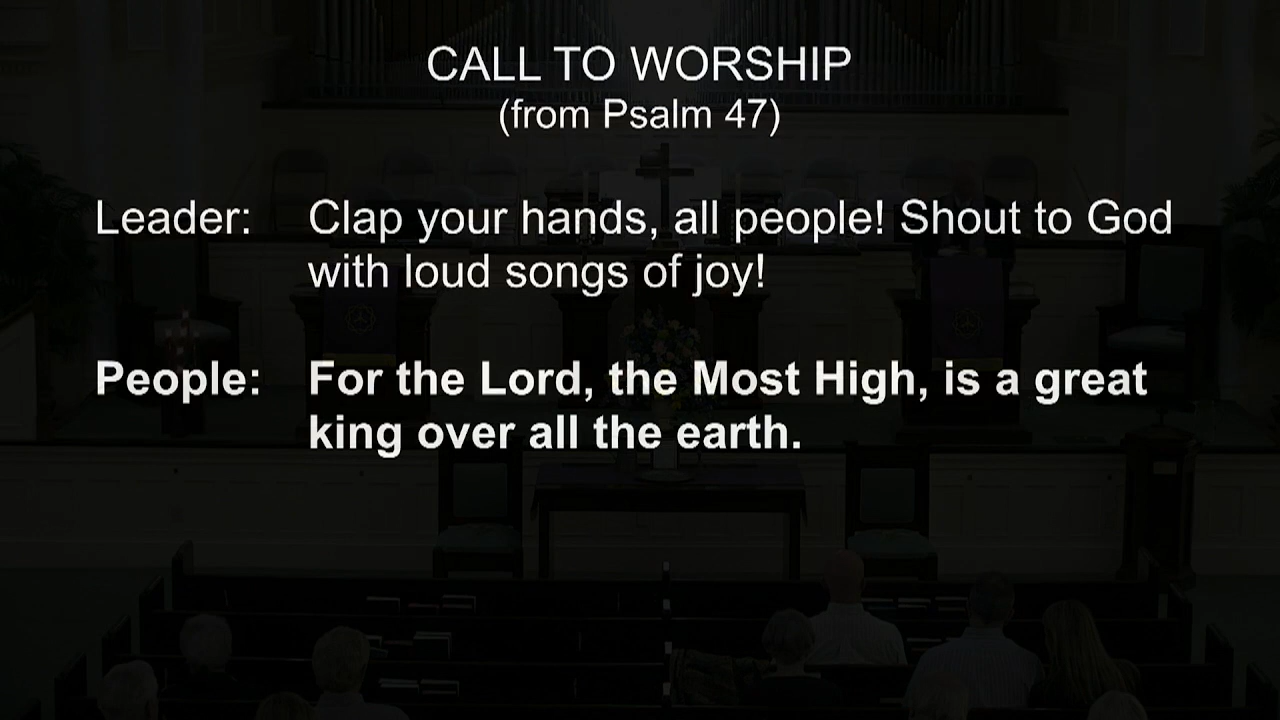 CALL TO WORSHIP
(from Psalm 47)
Leader: Clap your hands, all people! Shout to God
with loud songs of joy!
People: For the Lord, the Most High, is a great
king over all the earth.